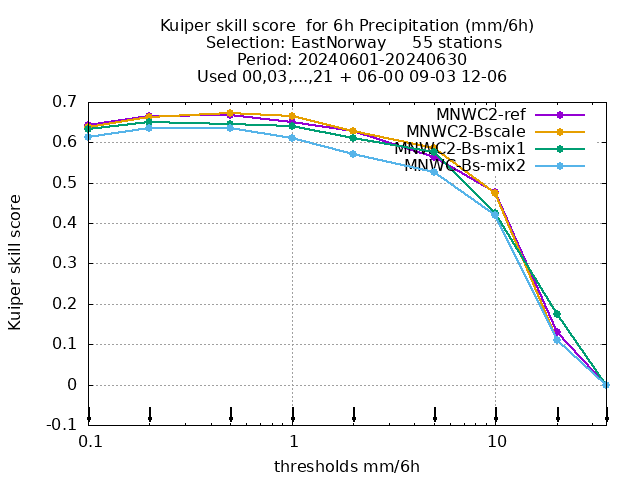 Kuiper skill score  for 6h Precipitation (mm/6h)
Selection: EastNorway     55 stations
Period: 20240601-20240630
Used 00,03,...,21 + 06-00 09-03 12-06
MNWC2-ref
MNWC2-Bscale
MNWC2-Bs-mix1
MNWC-Bs-mix2
Kuiper skill score
0.7
0.6
0.5
0.4
0.3
0.2
0.1
0
-0.1
0.1
1
10
thresholds mm/6h